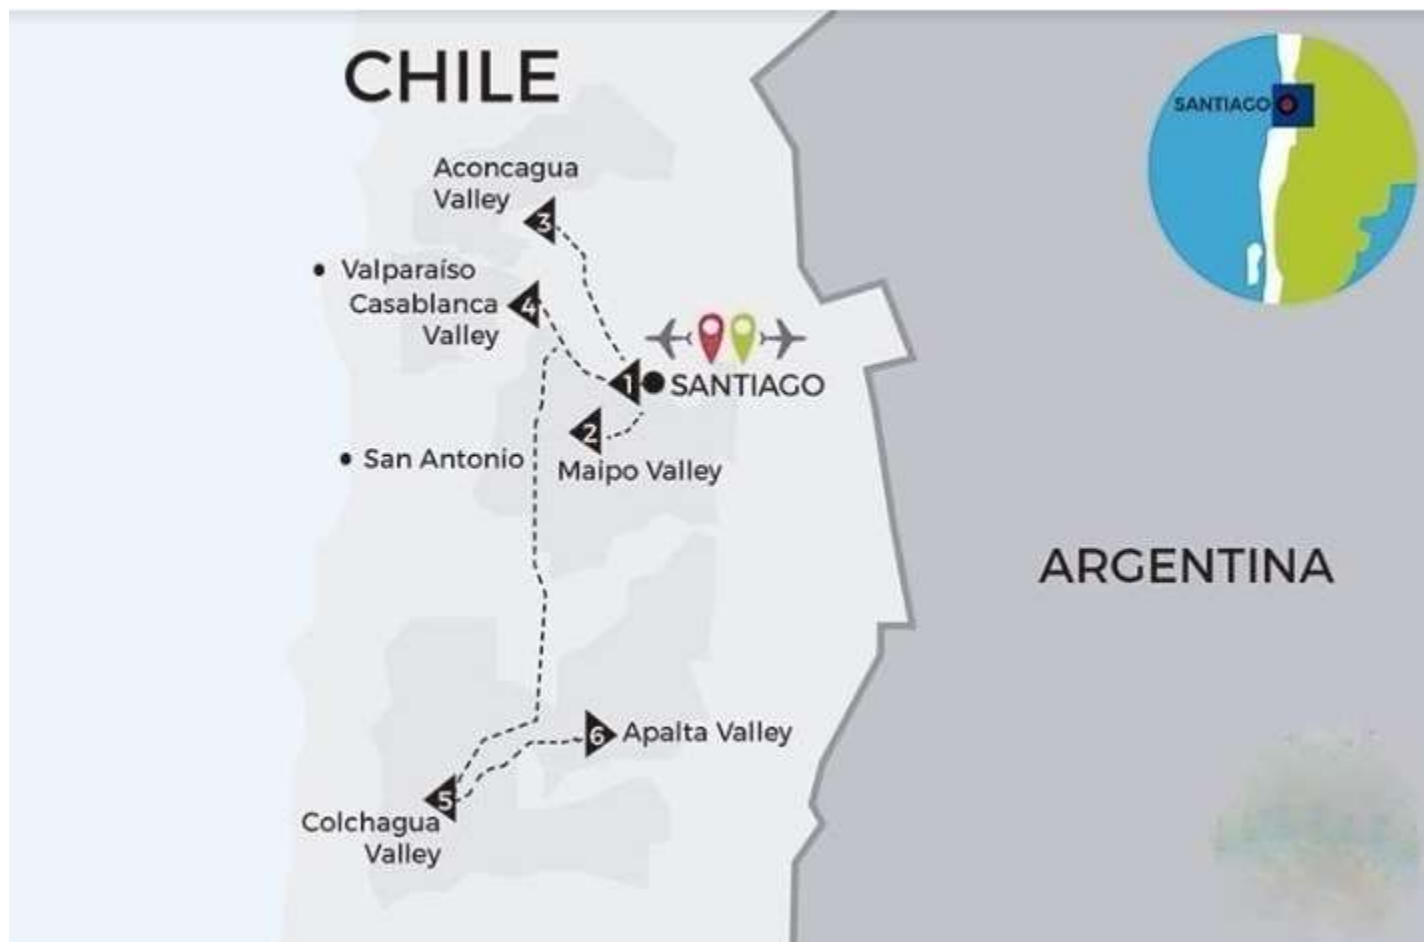 CHILE
SANTIAGO
Aconcagua
Valley
3
Valparaíso
Casablanca
Valley
4
1
SANTIAGO
2
San Antonio
Maipo Valley
ARGENTINA
6
Apalta Valley
5
Colchagua
Valley